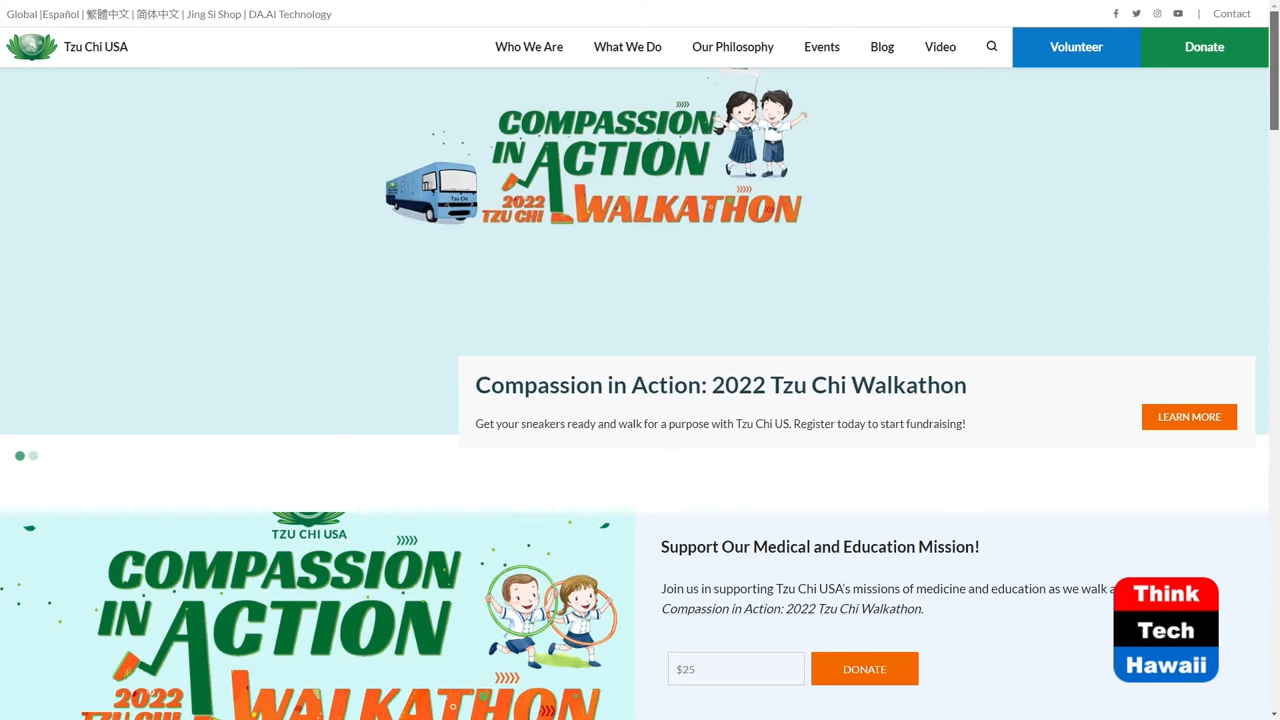 Global |Español | 繁體中文 | 简体中文 | Jing Si Shop | DA.AI Technology
| Contact
Tzu Chi USA
Who We Are What We Do Our Philosophy Events Blog Video Volunteer Donate
COMPASSION
IN ACTION
2022
TZU CHI WALKATHON
Tzu Chi
Compassion in Action: 2022 Tzu Chi Walkathon
Get your sneakers ready and walk for a purpose with Tzu Chi US. Register today to start fundraising!
LEARN MORE
TZU CHI USA
COMPASSION
IN ACTION
2022
TZU CHI WALKATHON
Support Our Medical and Education Mission!
Join us in supporting Tzu Chi USA's missions of medicine and education as we walk
Compassion in Action: 2022 Tzu Chi Walkathon.
$25
DONATE
Think
Tech
Hawaii